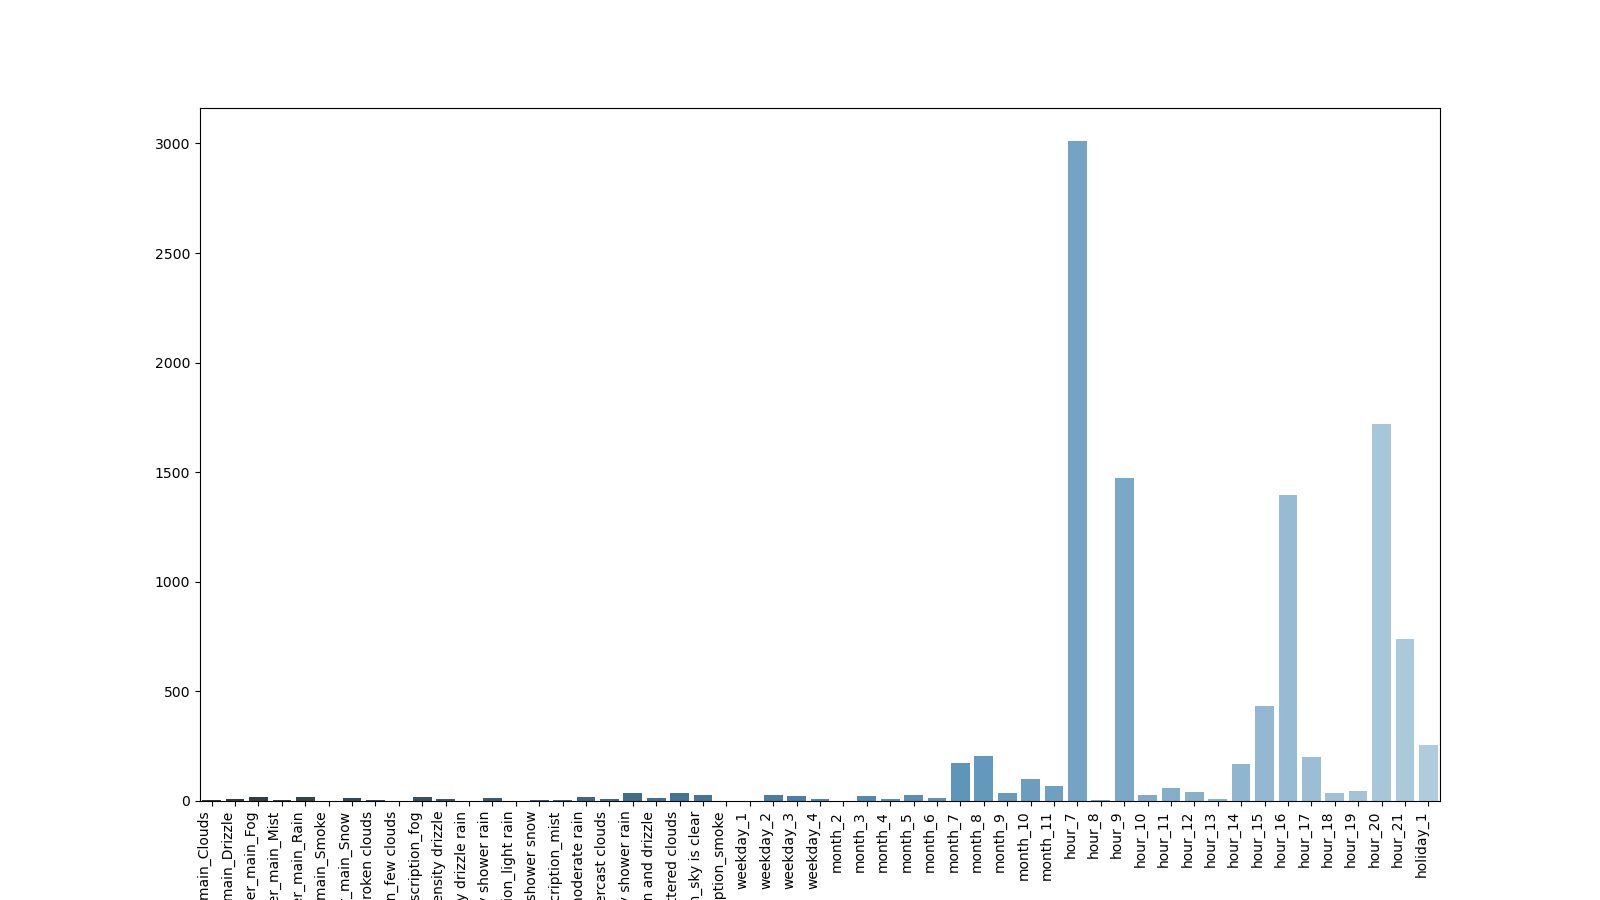 3000
2500
2000
1500
1000
500
0
main_Clouds
main_Drizzle
er_main_Fog
er_main_Mist
r_main_Rain
main_Smoke
_main_Snow
roken clouds
n_few clouds
scription_fog
ensity drizzle
y drizzle rain
shower rain
ion_light rain
shower snow
cription_mist
moderate rain
ercast clouds
shower rain
n and drizzle
ttered clouds
n_sky is clear
ption_smoke
weekday_1
weekday_2
weekday_3
weekday_4
month_2
month_3
month_4
month_5
month_6
month_7
month_8
month_9
month_10
month_11
hour_7
hour_8
hour_9
hour_10
hour_11
hour_12
hour_13
hour_14
hour_15
hour_16
hour_17
hour_18
hour_19
hour_20
hour_21
holiday_1